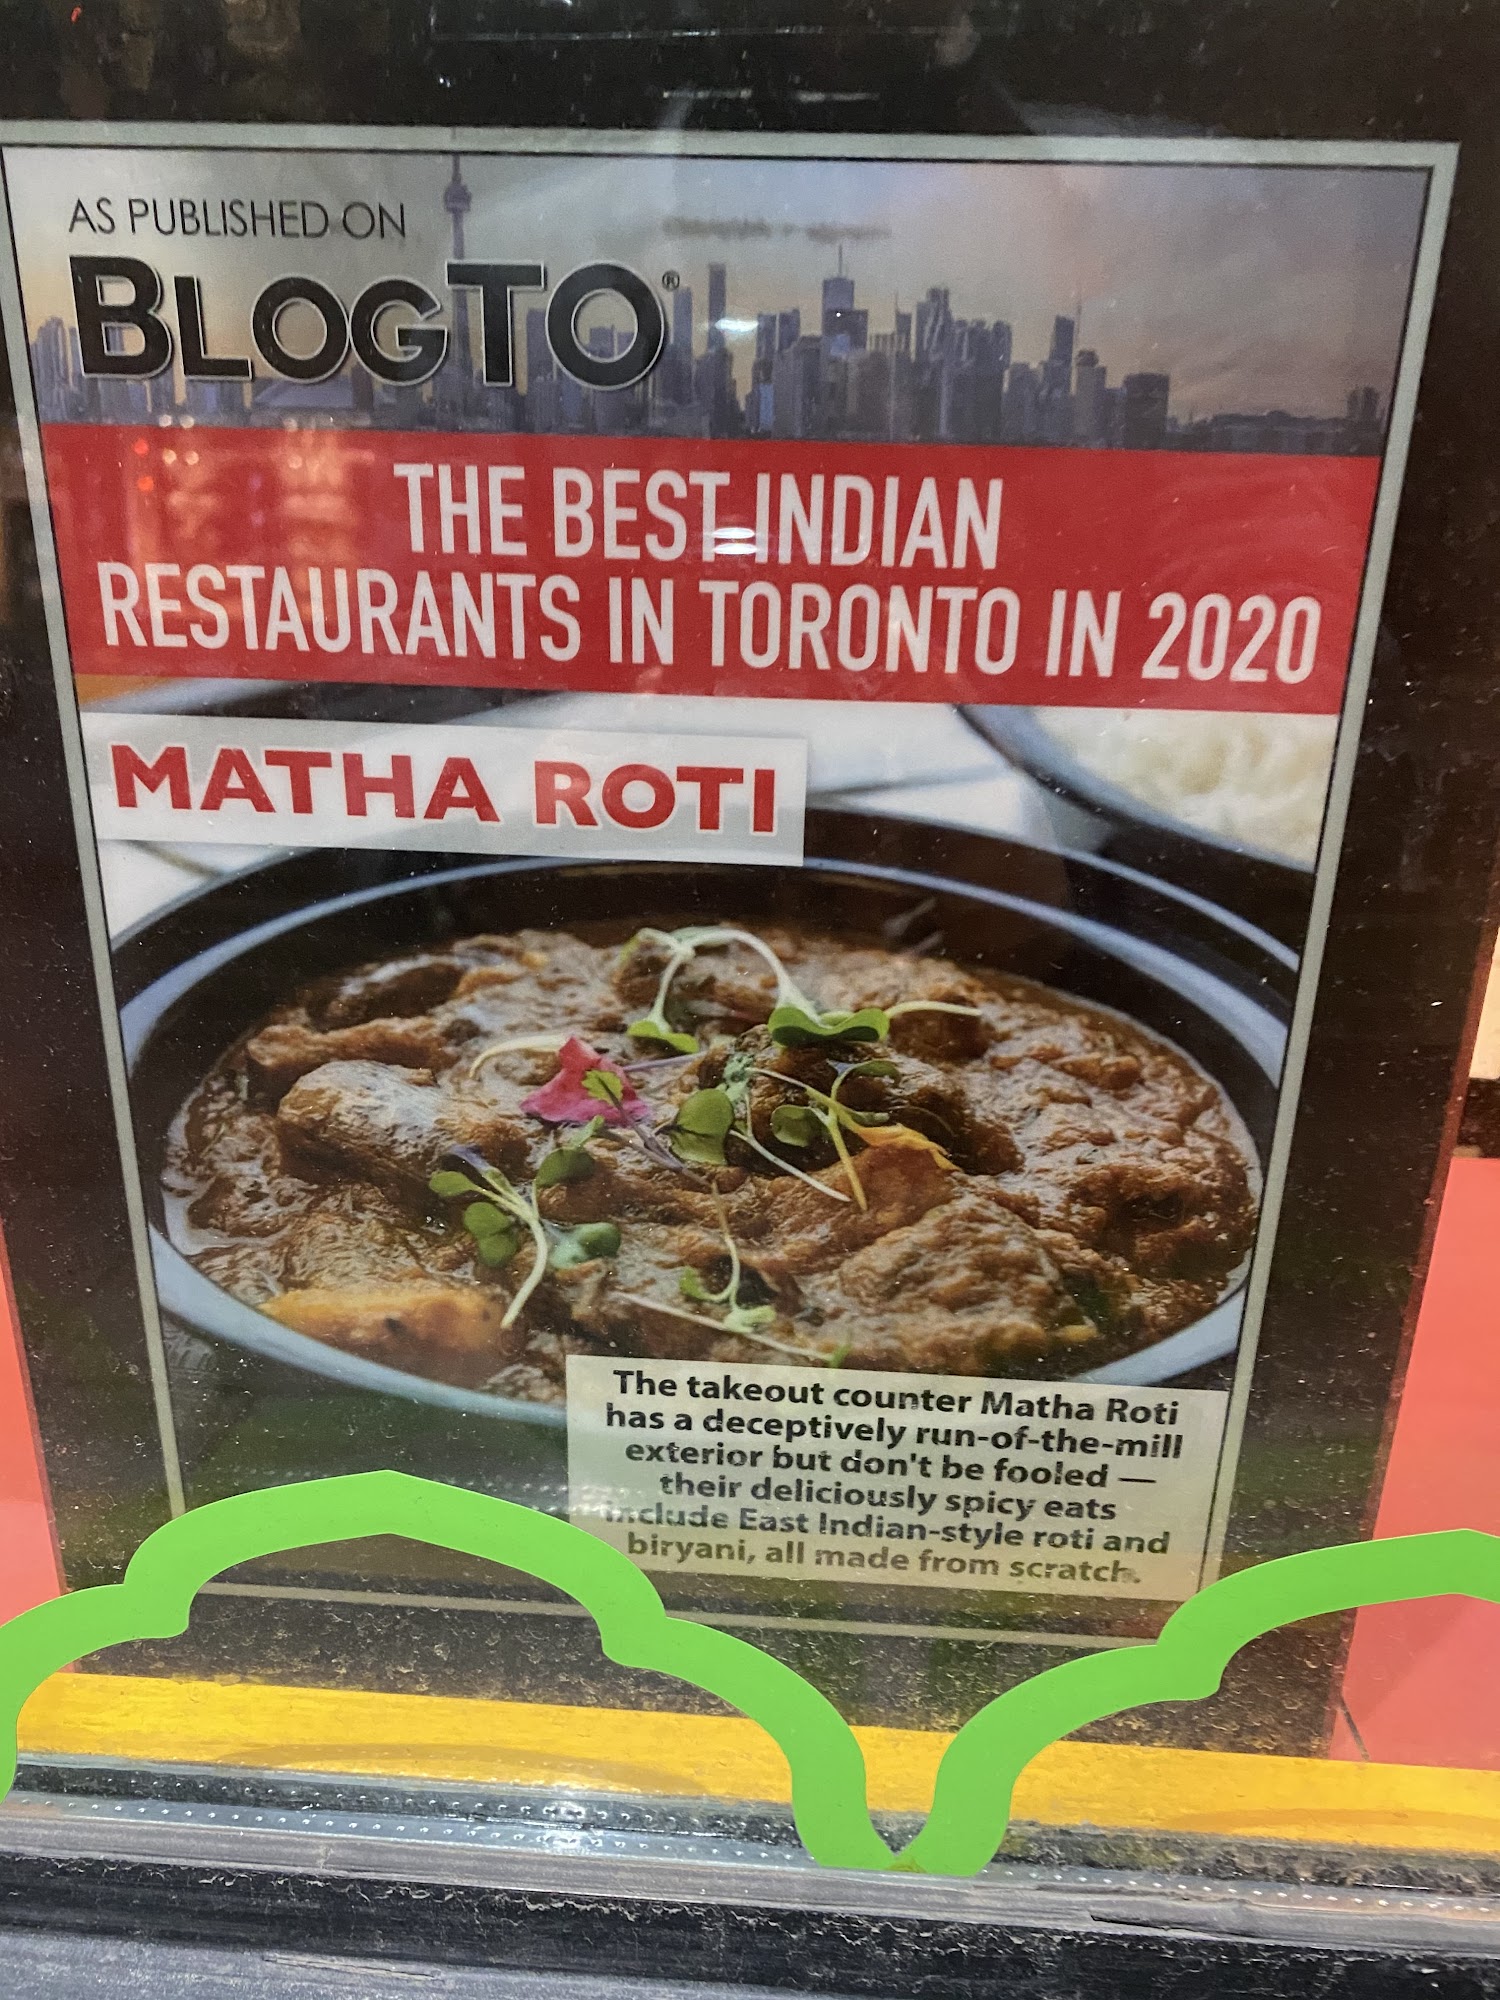 AS PUBLISHED ON
BLOGTO®
THE BEST INDIAN
RESTAURANTS IN TORONTO IN 2020
MATHA ROTI
The takeout counter Matha Roti
has a deceptively run-of-the-mill
exterior but don't be fooled —
their deliciously spicy eats
include East Indian-style roti and
biryani, all made from scratch.